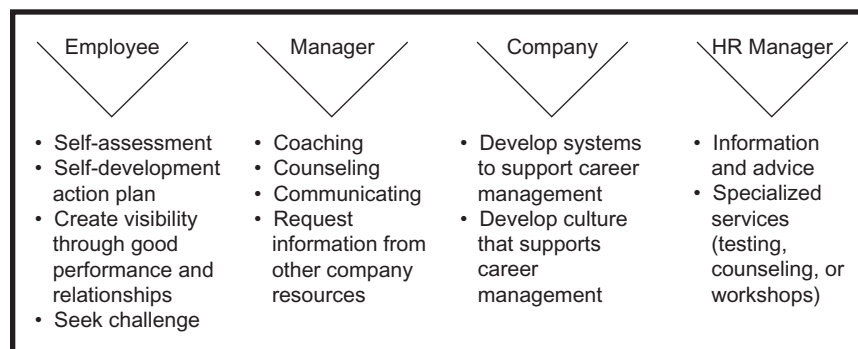 Employee
Manager
Company
HR Manager
• Self-assessment
• Self-development
action plan
• Create visibility
through good
performance and
relationships
• Seek challenge
• Coaching
• Counseling
• Communicating
• Request
information from
other company
resources
• Develop systems
to support career
management
• Develop culture
that supports
career
management
• Information
and advice
• Specialized
services
(testing,
counseling, or
workshops)